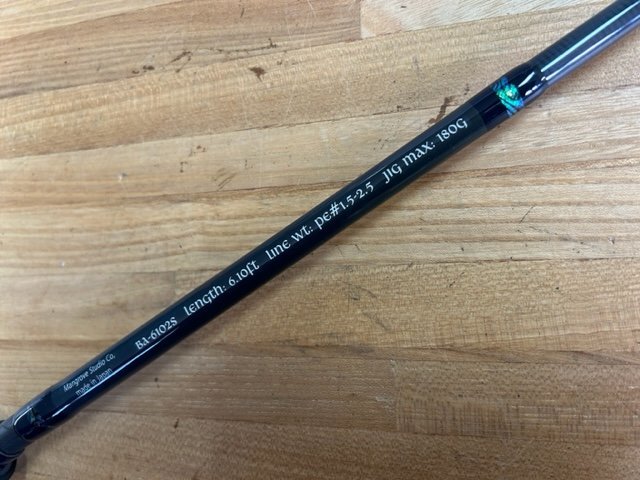 Mangrove Studio Co,
made in Japan
BA-6102S length: 6.10ft line wt: pe#1.5-2.5 JIG max: 180G